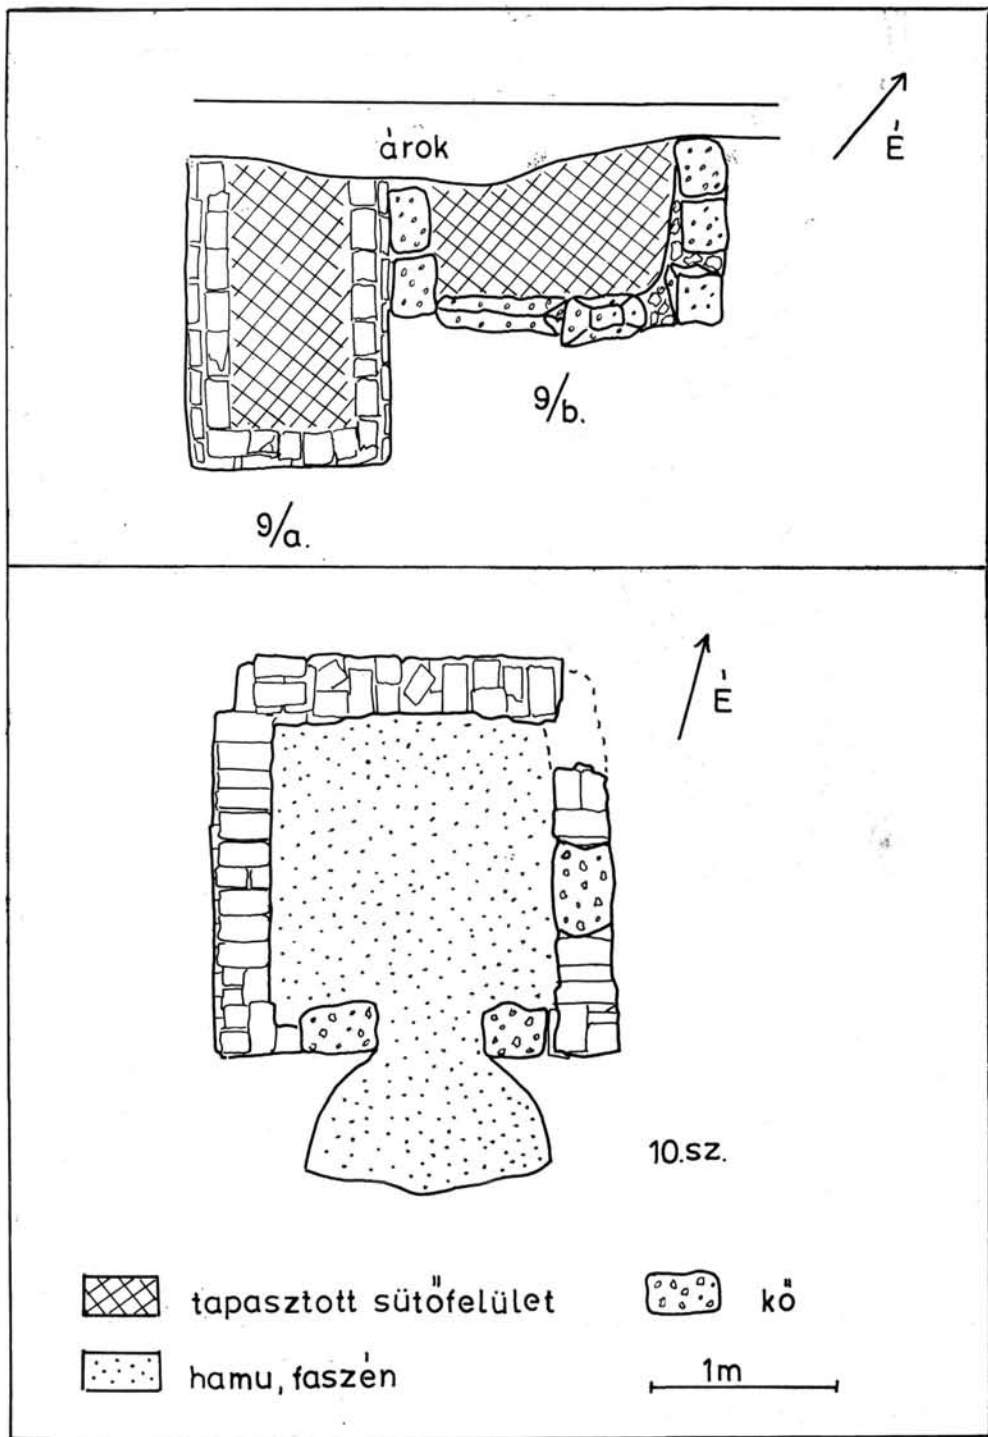 árok
É
9/b.
9/a.
É
10.sz.
tapasztott sütőfelület
kő
hamu, faszén
1m